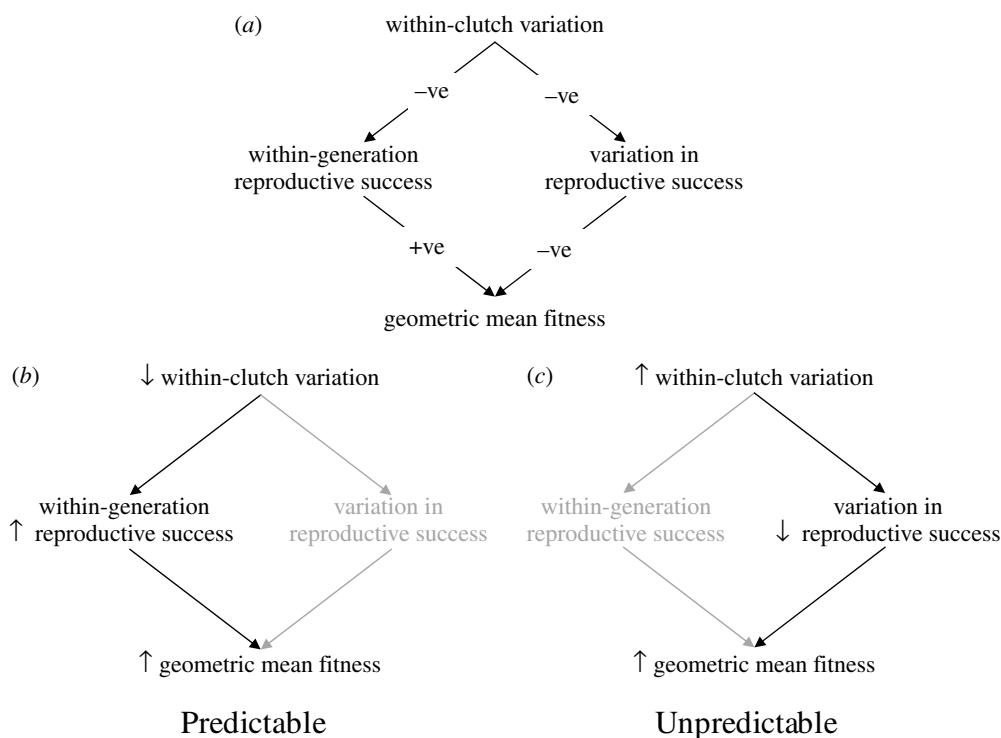 (a)
within-clutch variation
–ve
–ve
within-generation
reproductive success
variation in
reproductive success
+ve
–ve
geometric mean fitness
(b)
↓ within-clutch variation
within-generation
↑ reproductive success
variation in
reproductive success
↑ geometric mean fitness
Predictable
(c)
↑ within-clutch variation
within-generation
reproductive success
variation in
↓ reproductive success
↑ geometric mean fitness
Unpredictable